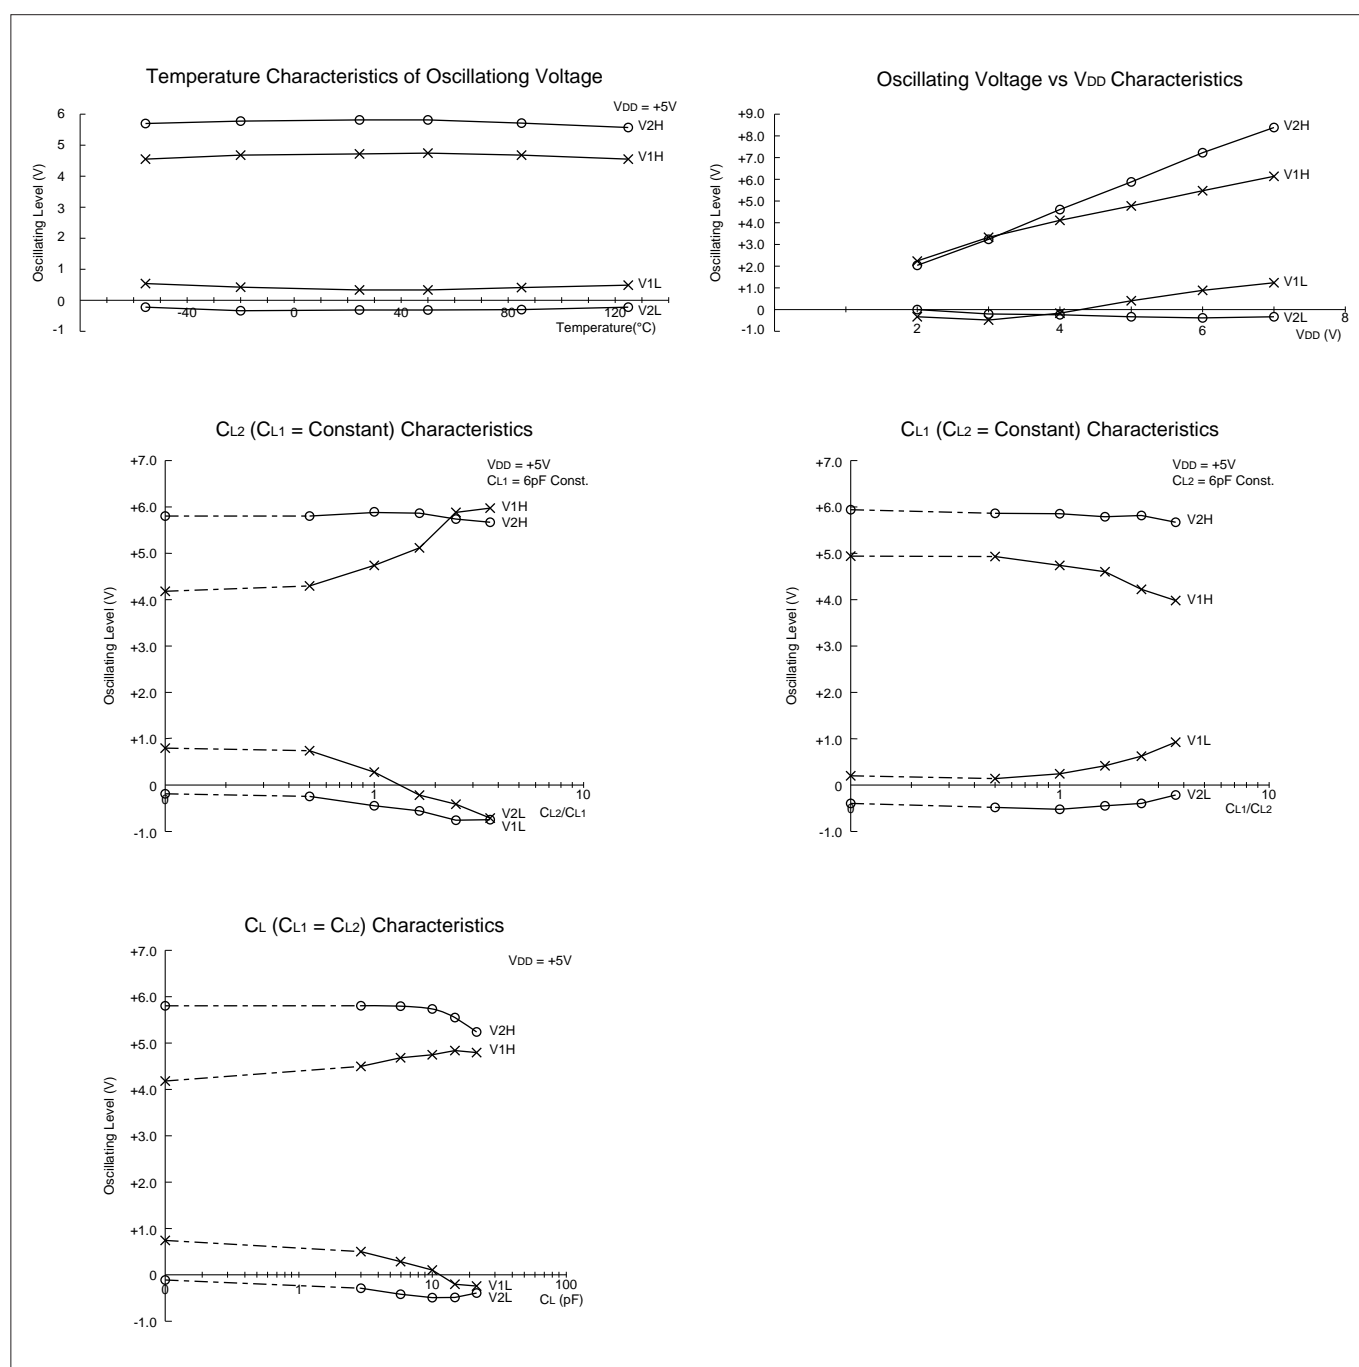 Temperature Characteristics of Oscillationg Voltage
VDD = +5V
Oscillating Level (V)
6
5
4
3
2
1
0
-1
V2H
V1H
V1L
V2L
-40
0
40
80
120
Temperature(°C)
Oscillating Voltage vs VDD Characteristics
Oscillating Level (V)
+9.0
+8.0
+7.0
+6.0
+5.0
+4.0
+3.0
+2.0
+1.0
0
-1.0
V2H
V1H
V1L
V2L
2
4
6
8
VDD (V)
CL2 (CL1 = Constant) Characteristics
VDD = +5V
CL1 = 6pF Const.
Oscillating Level (V)
+7.0
+6.0
+5.0
+4.0
+3.0
+2.0
+1.0
0
-1.0
V1H
V2H
V2L
V1L
0
1
10
CL2/CL1
CL1 (CL2 = Constant) Characteristics
VDD = +5V
CL2 = 6pF Const.
Oscillating Level (V)
+7.0
+6.0
+5.0
+4.0
+3.0
+2.0
+1.0
0
-1.0
V2H
V1H
V1L
V2L
0
1
10
CL1/CL2
CL (CL1 = CL2) Characteristics
VDD = +5V
Oscillating Level (V)
+7.0
+6.0
+5.0
+4.0
+3.0
+2.0
+1.0
0
-1.0
V2H
V1H
V1L
V2L
0
1
10
100
CL (pF)